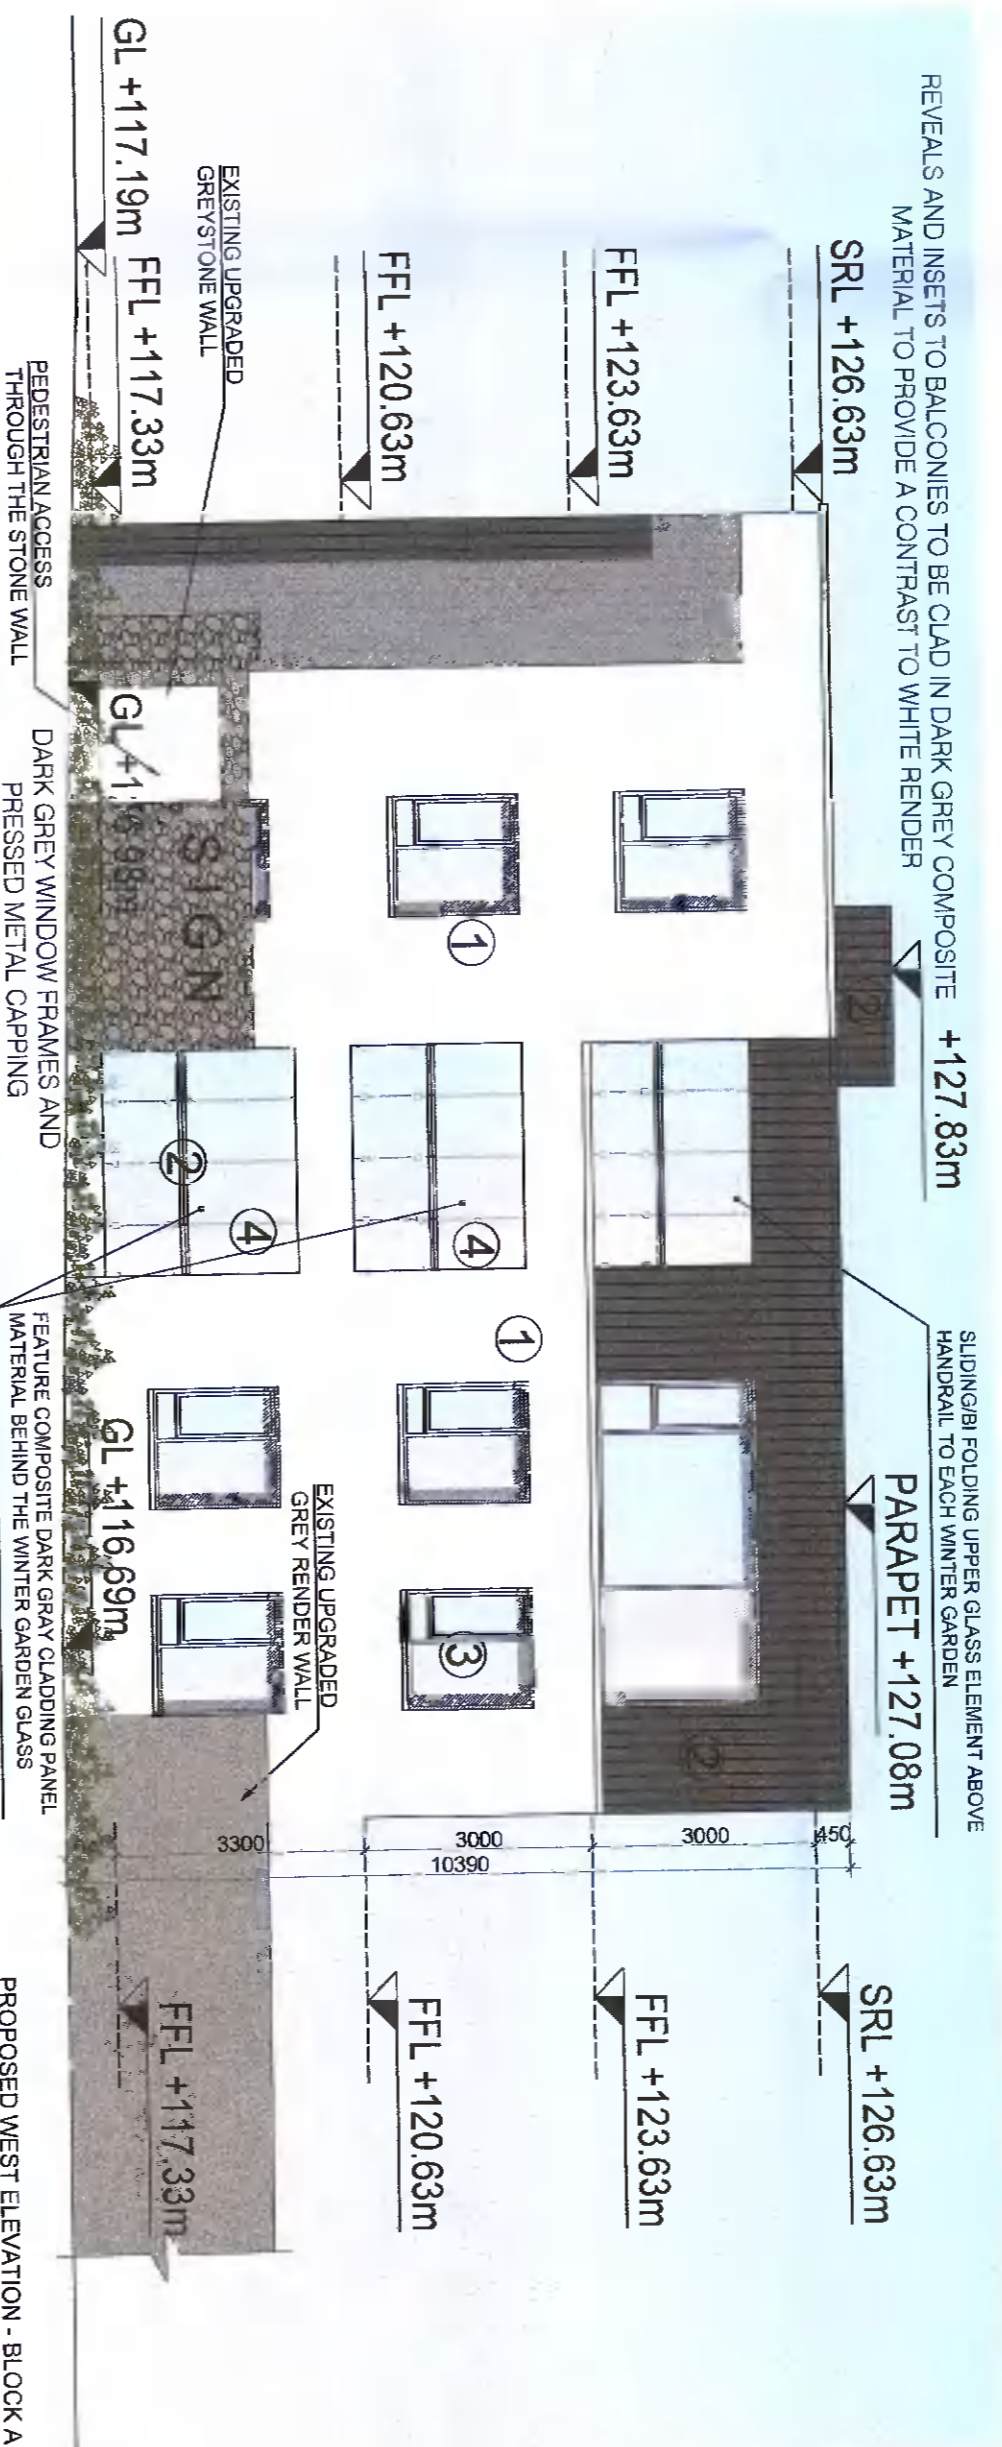 REVEALS AND INSETS TO BALCONIES TO BE CLAD IN DARK GREY COMPOSITE
MATERIAL TO PROVIDE A CONTRAST TO WHITE RENDER
+127.83m
SLIDING/BI FOLDING UPPER GLASS ELEMENT ABOVE
HANDRAIL TO EACH WINTER GARDEN
PARAPET +127.08m
SRL +126.63m
SRL +126.63m
2
2
450
3000
FFL +123.63m
FFL +123.63m
1
4
1
3
3000
10390
FFL +120.63m
FFL +120.63m
EXISTING UPGRADED
GREYSTONE WALL
EXISTING UPGRADED
GREY RENDER WALL
3300
SIGN
2
4
GL +117.19m
FFL +117.33m
FFL +117.33m
GL +116.69m
PEDESTRIAN ACCESS
THROUGH THE STONE WALL
DARK GREY WINDOW FRAMES AND
PRESSED METAL CAPPING
FEATURE COMPOSITE DARK GRAY CLADDING PANEL
MATERIAL BEHIND THE WINTER GARDEN GLASS
PROPOSED WEST ELEVATION - BLOCK A